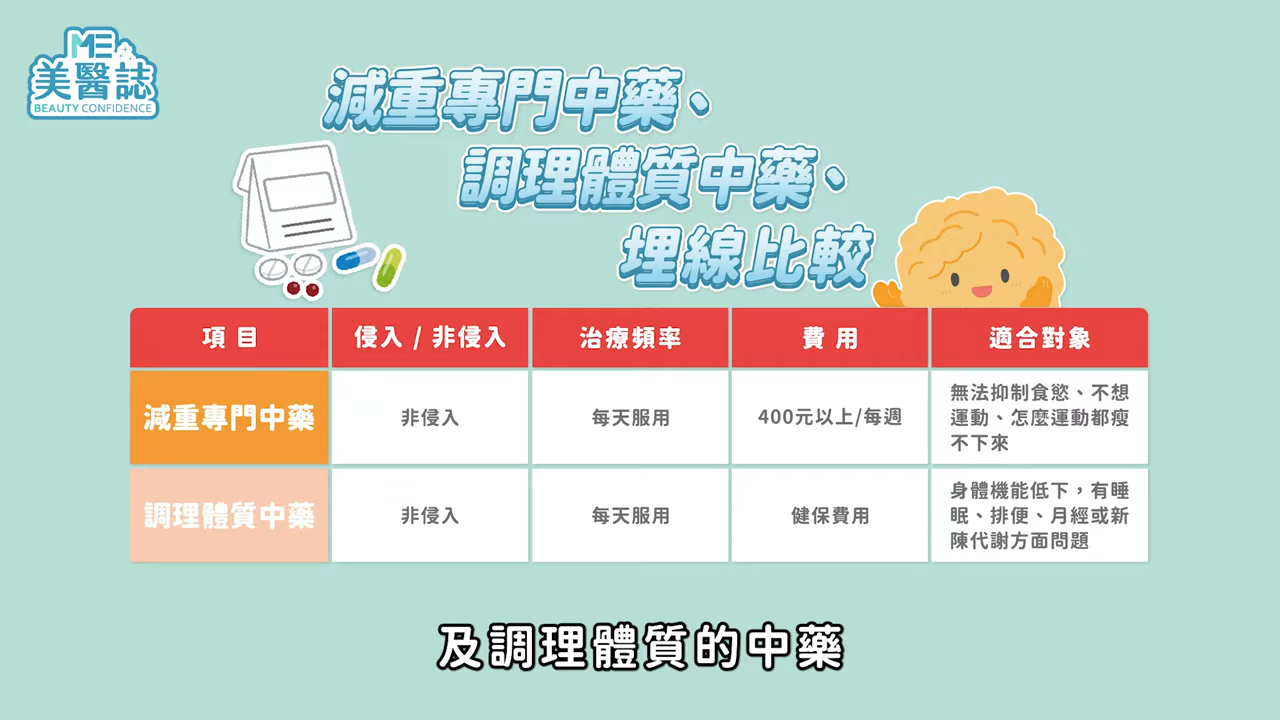 ME
美醫誌
BEAUTY CONFIDENCE
減重專門中藥、
調理體質中藥、
埋線比較
項目
侵入 / 非侵入
治療頻率
費用
適合對象
減重專門中藥
非侵入
每天服用
400元以上/每週
無法抑制食慾、不想
運動、怎麼運動都瘦
不下來
調理體質中藥
非侵入
每天服用
健保費用
身體機能低下，有睡
眠、排便、月經或新
陳代謝方面問題
及調理體質的中藥